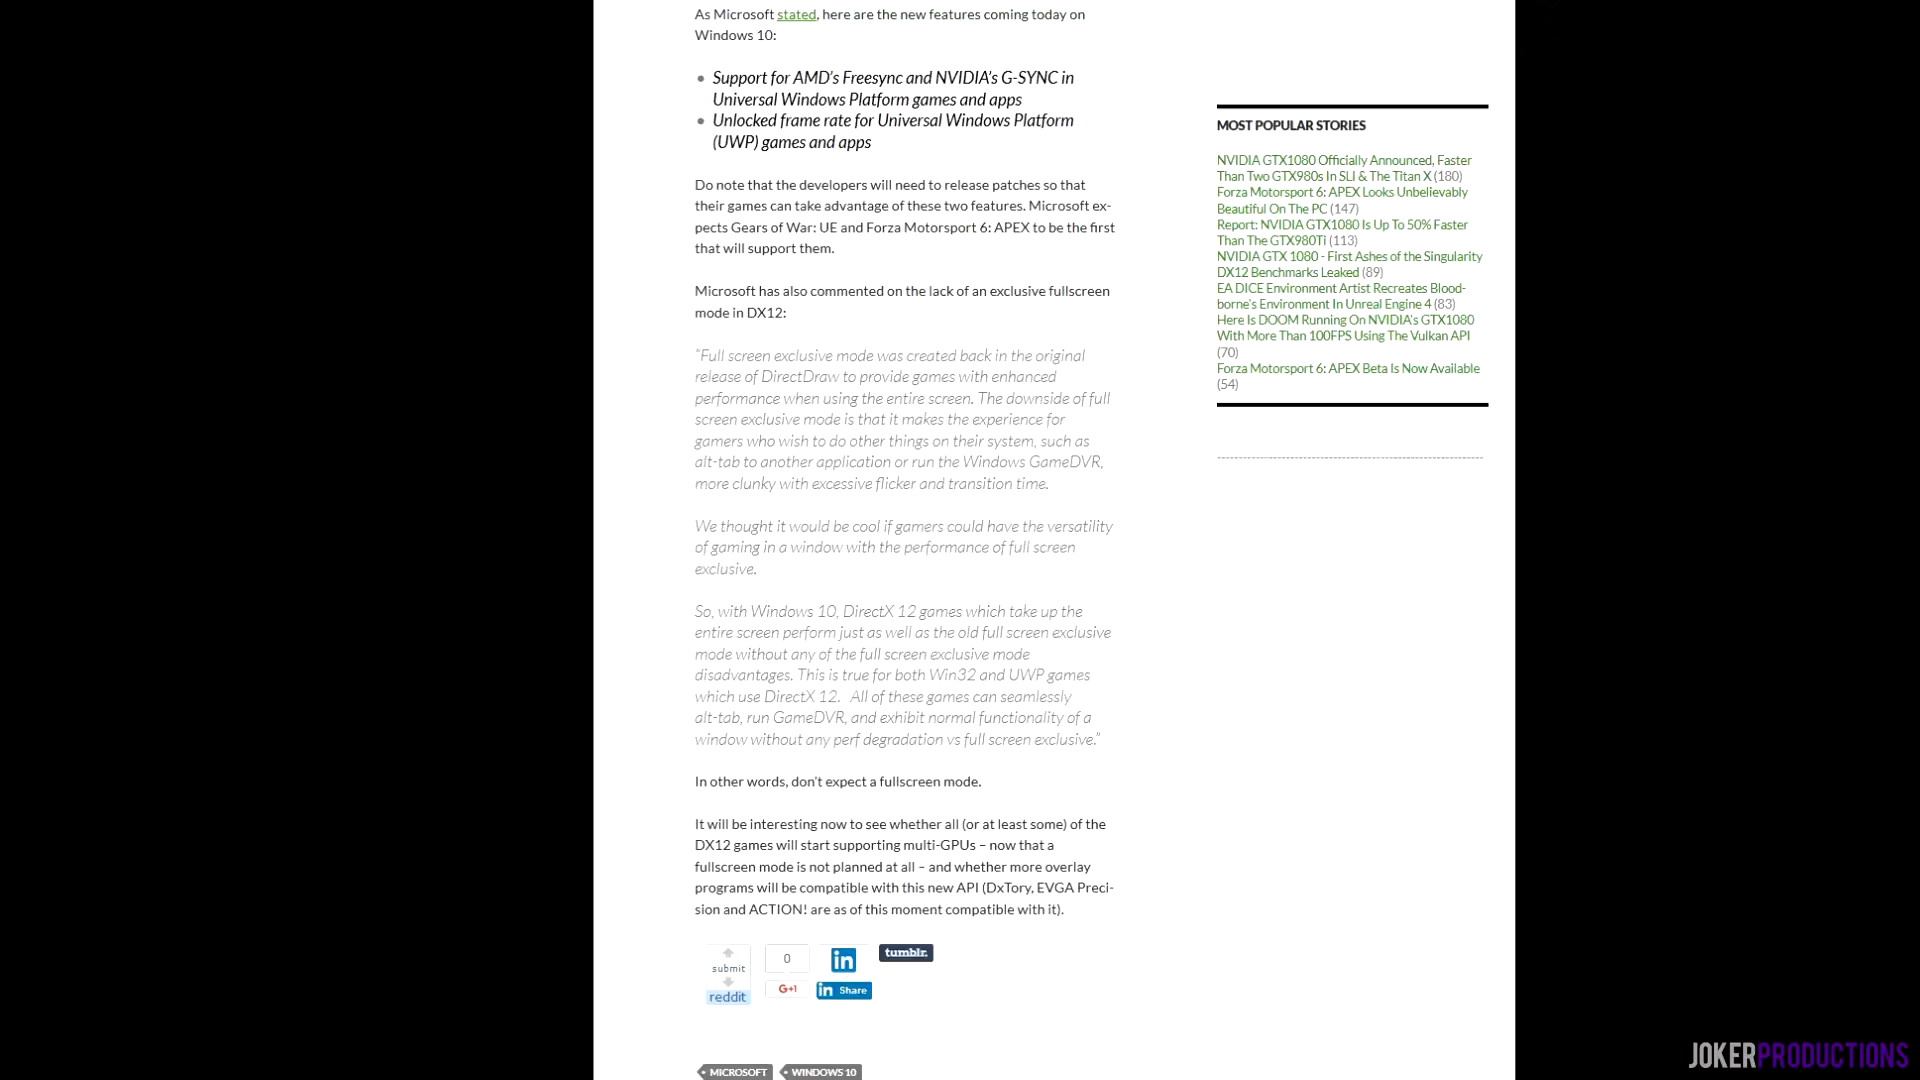 As Microsoft stated, here are the new features coming today on
Windows 10:
Support for AMD's Freesync and NVIDIA's G-SYNC in
Universal Windows Platform games and apps
Unlocked frame rate for Universal Windows Platform
(UWP) games and apps
Do note that the developers will need to release patches so that
their games can take advantage of these two features. Microsoft ex-
pects Gears of War: UE and Forza Motorsport 6: APEX to be the first
that will support them.
Microsoft has also commented on the lack of an exclusive fullscreen
mode in DX12:
"Full screen exclusive mode was created back in the original
release of DirectDraw to provide games with enhanced
performance when using the entire screen. The downside of full
screen exclusive mode is that it makes the experience for
gamers who wish to do other things on their system, such as
alt-tab to another application or run the Windows GameDVR,
more clunky with excessive flicker and transition time.
We thought it would be cool if gamers could have the versatility
of gaming in a window with the performance of full screen
exclusive.
So, with Windows 10, DirectX 12 games which take up the
entire screen perform just as well as the old full screen exclusive
mode without any of the full screen exclusive mode
disadvantages. This is true for both Win32 and UWP games
which use DirectX 12.   All of these games can seamlessly
alt-tab, run GameDVR, and exhibit normal functionality of a
window without any perf degradation vs full screen exclusive."
In other words, don't expect a fullscreen mode.
It will be interesting now to see whether all (or at least some) of the
DX12 games will start supporting multi-GPUs – now that a
fullscreen mode is not planned at all – and whether more overlay
programs will be compatible with this new API (DxTory, EVGA Preci-
sion and ACTION! are as of this moment compatible with it).
submit
reddit
0
G+1
in
in Share
tumblr.
MICROSOFT
WINDOWS 10
MOST POPULAR STORIES
NVIDIA GTX1080 Officially Announced, Faster
Than Two GTX980s In SLI & The Titan X (180)
Forza Motorsport 6: APEX Looks Unbelievably
Beautiful On The PC (147)
Report: NVIDIA GTX1080 Is Up To 50% Faster
Than The GTX980Ti (113)
NVIDIA GTX 1080 - First Ashes of the Singularity
DX12 Benchmarks Leaked (89)
EA DICE Environment Artist Recreates Blood-
borne's Environment In Unreal Engine 4 (83)
Here Is DOOM Running On NVIDIA's GTX1080
With More Than 100FPS Using The Vulkan API
(70)
Forza Motorsport 6: APEX Beta Is Now Available
(54)
JOKERPRODUCTIONS